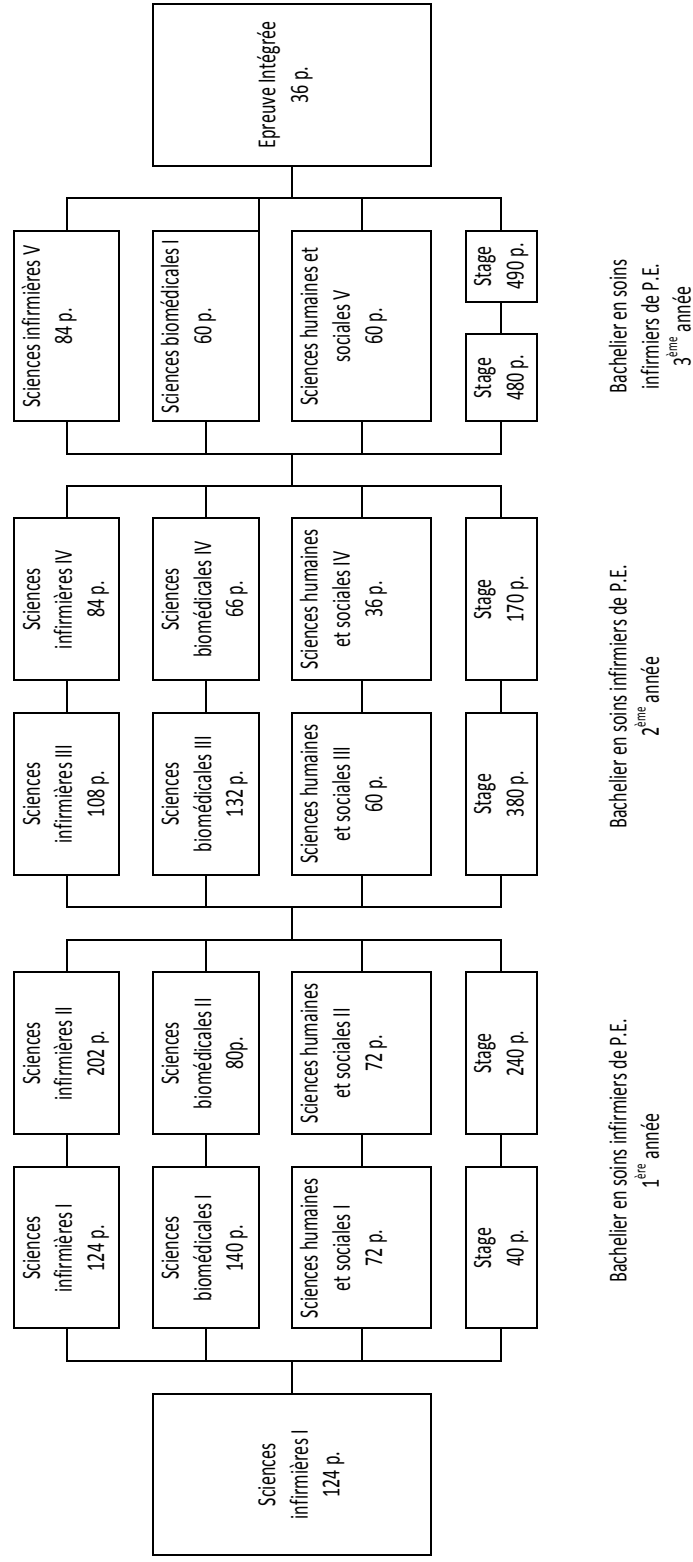 Sciences
infirmières I
124 p.
Sciences
infirmières I
124 p.
Sciences
biomédicales I
140 p.
Sciences humaines
et sociales I
72 p.
Stage
40 p.
Sciences
infirmières II
202 p.
Sciences
biomédicales II
80p.
Sciences humaines
et sociales II
72 p.
Stage
240 p.
Bachelier en soins infirmiers de P.E.
1ère année
Sciences
infirmières III
108 p.
Sciences
biomédicales III
132 p.
Sciences humaines
et sociales III
60 p.
Stage
380 p.
Sciences
infirmières IV
84 p.
Sciences
biomédicales IV
66 p.
Sciences humaines
et sociales IV
36 p.
Stage
170 p.
Bachelier en soins infirmiers de P.E.
2ème année
Sciences infirmières V
84 p.
Sciences biomédicales I
60 p.
Sciences humaines et
sociales V
60 p.
Stage
480 p.
Stage
490 p.
Bachelier en soins
infirmiers de P.E.
3ème année
Epreuve Intégrée
36 p.